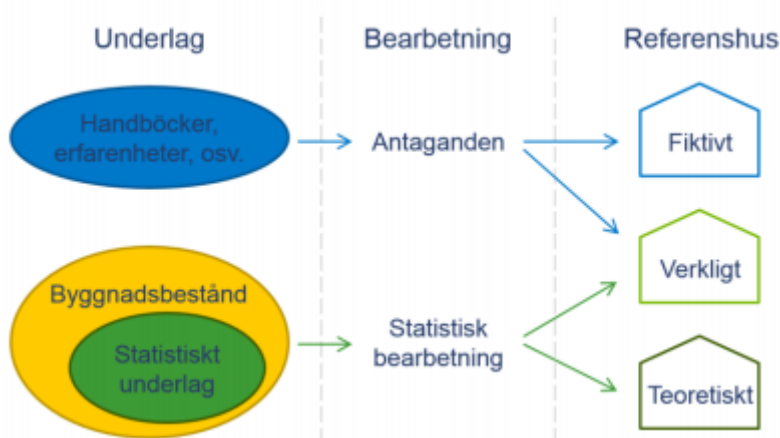 Underlag
Bearbetning
Referenshus
Handböcker,
erfarenheter, osv.
Antaganden
Fiktivt
Verkligt
Byggnadsbestånd
Statistiskt
underlag
Statistisk
bearbetning
Teoretiskt